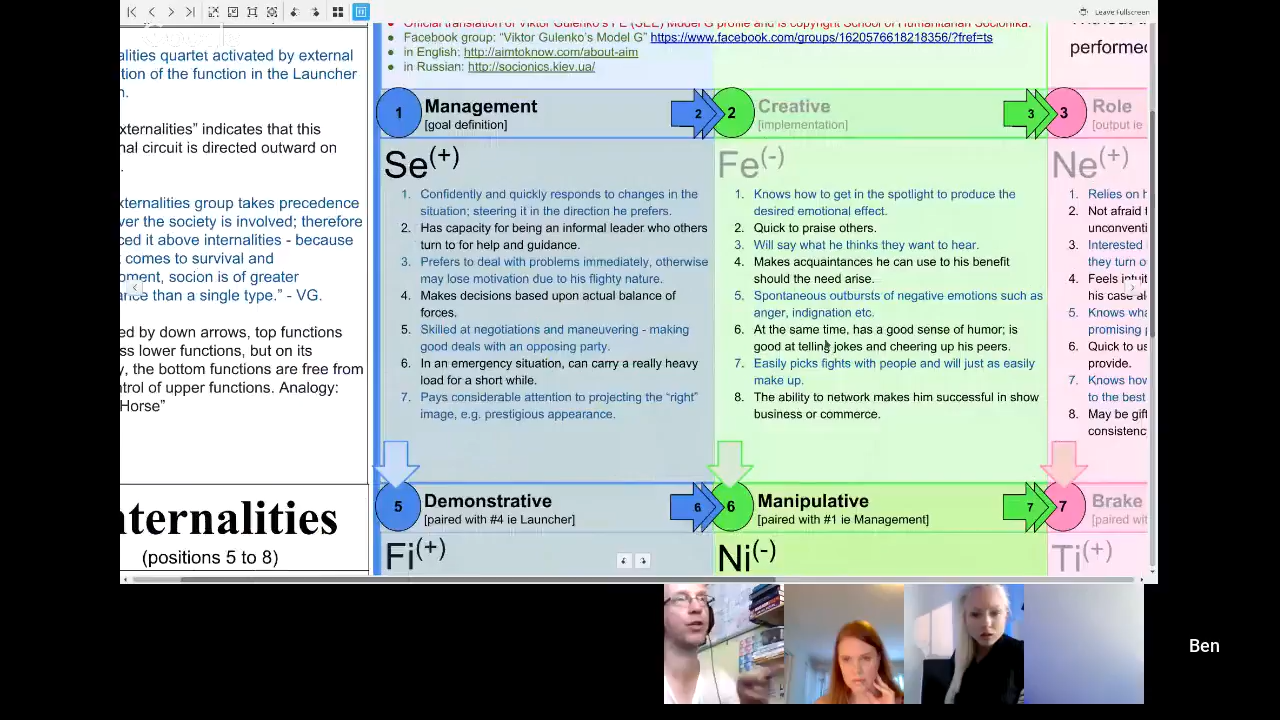 Leave Fullscreen
Official translation of Viktor Gulenko's FE (SEE) Model G profile and is copyright School of Humanitarian Socionika.
● Facebook group: “Viktor Gulenko's Model G” https://www.facebook.com/groups/1620576618218356/?fref=ts
● in English: http://aimtoknow.com/about-aim
● in Russian: http://socionics.kiev.ua/
performed
alities quartet activated by external
tion of the function in the Launcher
n.
xternalities” indicates that this
nal circuit is directed outward on
xternalities group takes precedence
ver the society is involved; therefore
ced it above internalities - because
comes to survival and
oment, socion is of greater
ance than a single type.” - VG.
ed by down arrows, top functions
ss lower functions, but on its
y, the bottom functions are free from
trol of upper functions. Analogy:
Horse”
nternalities
(positions 5 to 8)
1 Management
[goal definition]
2
Se(+)
1. Confidently and quickly responds to changes in the
situation; steering it in the direction he prefers.
2. Has capacity for being an informal leader who others
turn to for help and guidance.
3. Prefers to deal with problems immediately, otherwise
may lose motivation due to his flighty nature.
4. Makes decisions based upon actual balance of
forces.
5. Skilled at negotiations and maneuvering - making
good deals with an opposing party.
6. In an emergency situation, can carry a really heavy
load for a short while.
7. Pays considerable attention to projecting the “right”
image, e.g. prestigious appearance.
2 Creative
[implementation]
3
Fe(-)
1. Knows how to get in the spotlight to produce the
desired emotional effect.
2. Quick to praise others.
3. Will say what he thinks they want to hear.
4. Makes acquaintances he can use to his benefit
should the need arise.
5. Spontaneous outbursts of negative emotions such as
anger, indignation etc.
6. At the same time, has a good sense of humor; is
good at telling jokes and cheering up his peers.
7. Easily picks fights with people and will just as easily
make up.
8. The ability to network makes him successful in show
business or commerce.
3 Role
[output ie
Ne(+)
1. Relies on h
2. Not afraid t
unconventi
3. Interested
they turn o
4. Feels intuit
his case al
5. Knows wha
promising p
6. Quick to us
provide.
7. Knows how
to the best
8. May be gift
consistenc
5 Demonstrative
[paired with #4 ie Launcher]
6
Fi(+)
6 Manipulative
[paired with #1 ie Management]
7
Ni(-)
7 Brake
[paired wit
Ti(+)
Ben